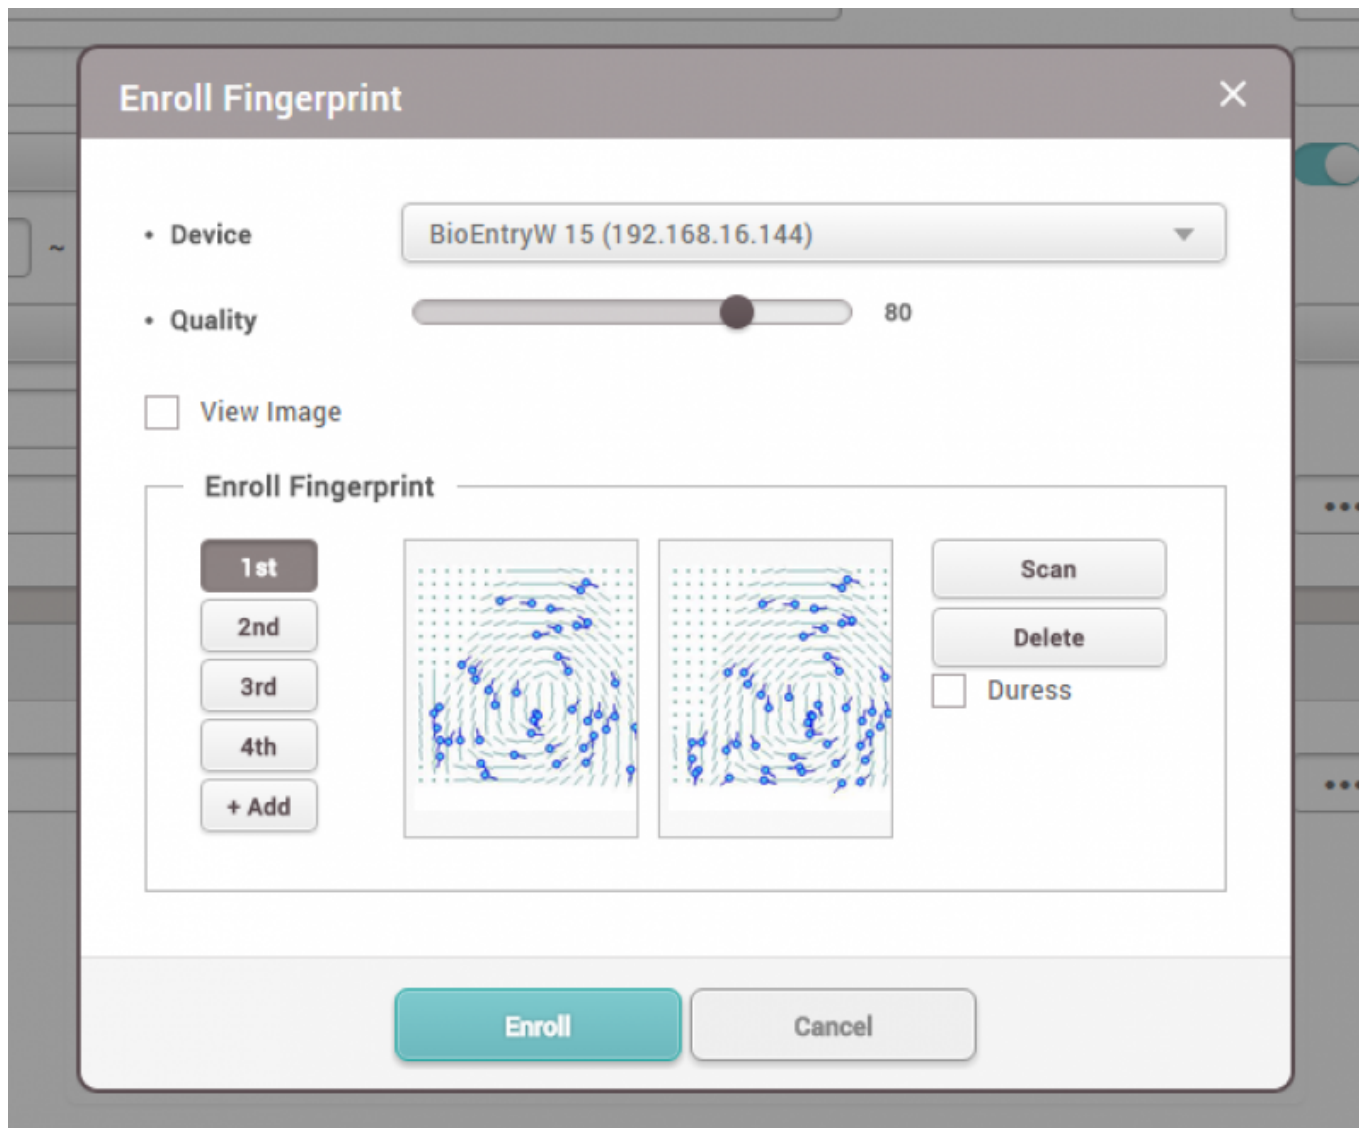 Enroll Fingerprint
• Device
BioEntryW 15 (192.168.16.144)
~
• Quality
80
View Image
Enroll Fingerprint
1st
2nd
3rd
4th
+ Add
Scan
Delete
Duress
Enroll
Cancel